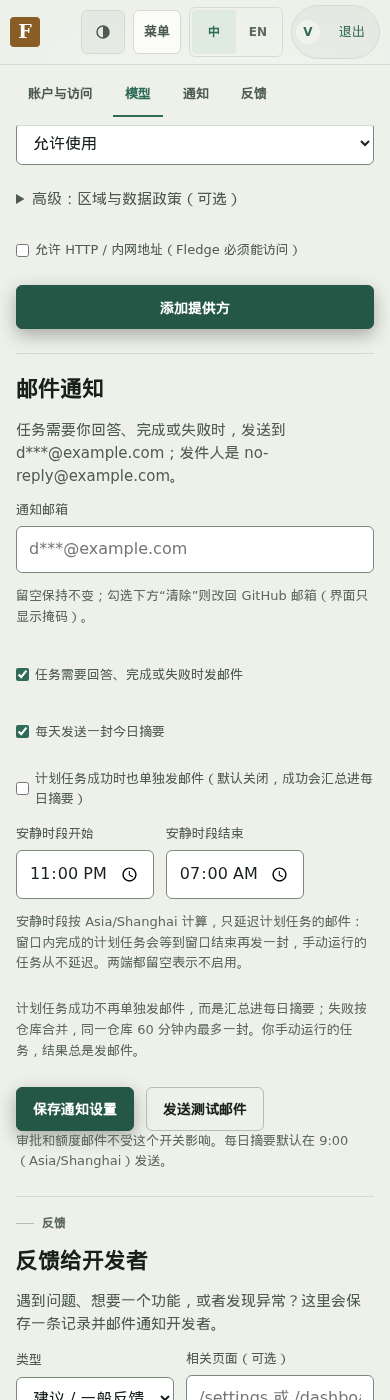 F 菜单 中 EN V 退出
账户与访问 模型 通知 反馈
允许使用
高级：区域与数据政策（可选）
允许 HTTP / 内网地址（Fledge 必须能访问）
添加提供方
邮件通知
任务需要你回答、完成或失败时，发送到
d***@example.com；发件人是 no-
reply@example.com。
通知邮箱
d***@example.com
留空保持不变；勾选下方“清除”则改回 GitHub 邮箱（界面只
显示掩码）。
任务需要回答、完成或失败时发邮件
每天发送一封今日摘要
计划任务成功时也单独发邮件（默认关闭，成功会汇总进每
日摘要）
安静时段开始 安静时段结束
11:00 PM 07:00 AM
安静时段按 Asia/Shanghai 计算，只延迟计划任务的邮件：
窗口内完成的计划任务会等到窗口结束再发一封，手动运行的
任务从不延迟。两端都留空表示不启用。
计划任务成功不再单独发邮件，而是汇总进每日摘要；失败按
仓库合并，同一仓库 60 分钟内最多一封。你手动运行的任
务，结果总是发邮件。
保存通知设置 发送测试邮件
审批和额度邮件不受这个开关影响。每日摘要默认在 9:00
（Asia/Shanghai）发送。
反馈
反馈给开发者
遇到问题、想要一个功能，或者发现异常？这里会保
存一条记录并邮件通知开发者。
类型 相关页面（可选）
建议 / 一般反馈 /settings 或 /dashboa